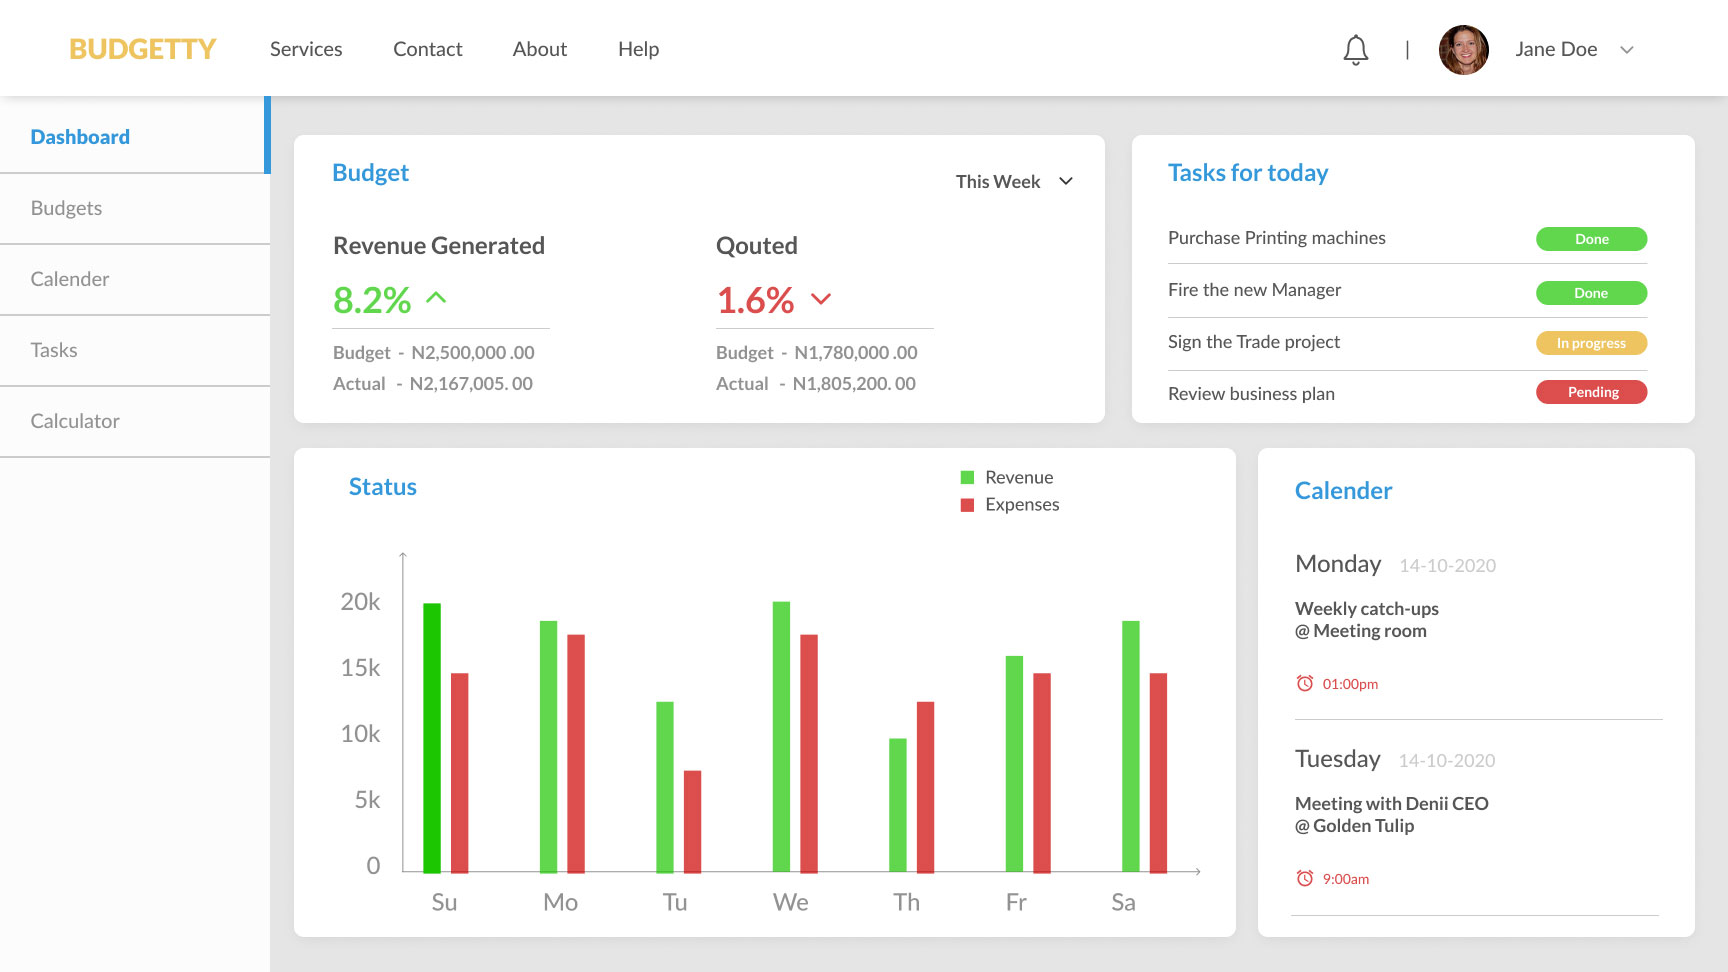 BUDGETTY Services Contact About Help | Jane Doe
Dashboard
Budgets
Calender
Tasks
Calculator
Budget
This Week
Revenue Generated
8.2%
Budget - N2,500,000.00
Actual - N2,167,005.00
Qouted
1.6%
Budget - N1,780,000.00
Actual - N1,805,200.00
Tasks for today
Purchase Printing machines Done
Fire the new Manager Done
Sign the Trade project In progress
Review business plan Pending
Status
Revenue
Expenses
20k
15k
10k
5k
0
Su Mo Tu We Th Fr Sa
Calender
Monday 14-10-2020
Weekly catch-ups
@ Meeting room
01:00pm
Tuesday 14-10-2020
Meeting with Denii CEO
@ Golden Tulip
9:00am